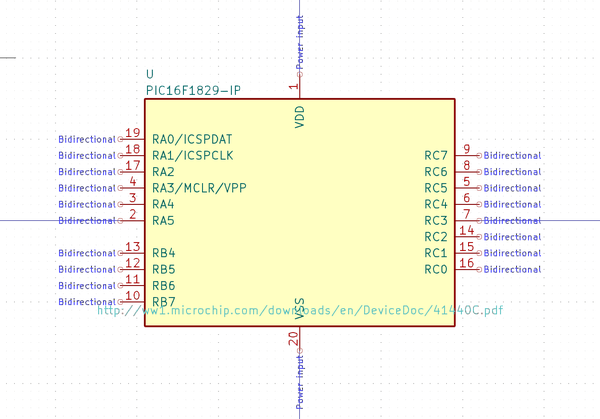 Power input
1
U
PIC16F1829-IP
VDD
Bidirectional 19 RA0/ICSPDAT
Bidirectional 18 RA1/ICSPCLK RC7 9 Bidirectional
Bidirectional 17 RA2 RC6 8 Bidirectional
Bidirectional 4 RA3/MCLR/VPP RC5 5 Bidirectional
Bidirectional 3 RA4 RC4 6 Bidirectional
Bidirectional 2 RA5 RC3 7 Bidirectional
RC2 14 Bidirectional
Bidirectional 13 RB4 RC1 15 Bidirectional
Bidirectional 12 RB5 RC0 16 Bidirectional
Bidirectional 11 RB6
Bidirectional 10 RB7
http://ww1.microchip.com/downloads/en/DeviceDoc/41440C.pdf
VSS
20
Power input